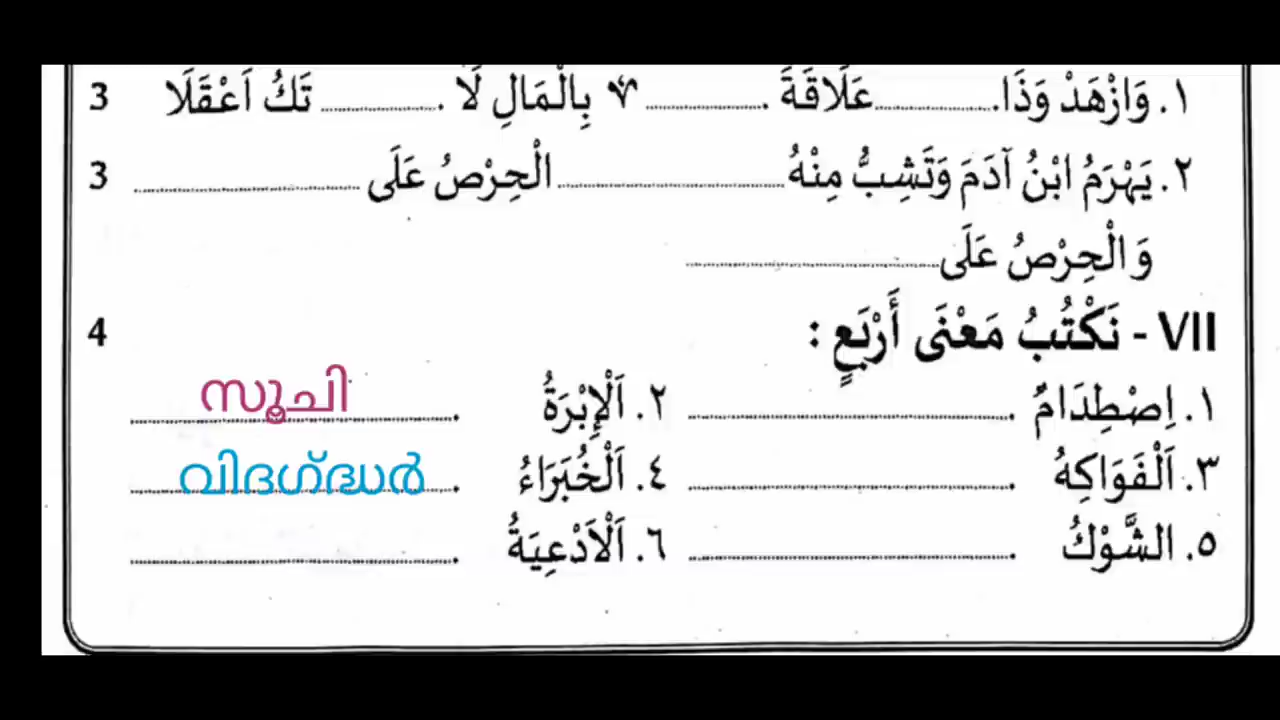 ١. وَازْهَدْ وَذَا............عَلَاقَةَ ............ بِالْمَالِ لَا ............ تَكُ اَعْقَلَا 3
٢. يَهْرَمُ ابْنُ آدَمَ وَتَشِبُّ مِنْهُ ............ الْحِرْصُ عَلَى ............ 3
وَ الْحِرْصُ عَلَى ............
VII - نَكْتُبُ مَعْنَى أَرْبَعٍ : 4
١. اِصْطِدَامٌ ............ ٢. اَلْإِبْرَةُ സൂചി
٣. اَلْفَوَاكِهُ ............ ٤. اَلْخُبَرَاءُ വിദഗ്ദ്ധർ
٥. الشَّوْكُ ............ ٦. اَلْاَدْعِيَةُ ............